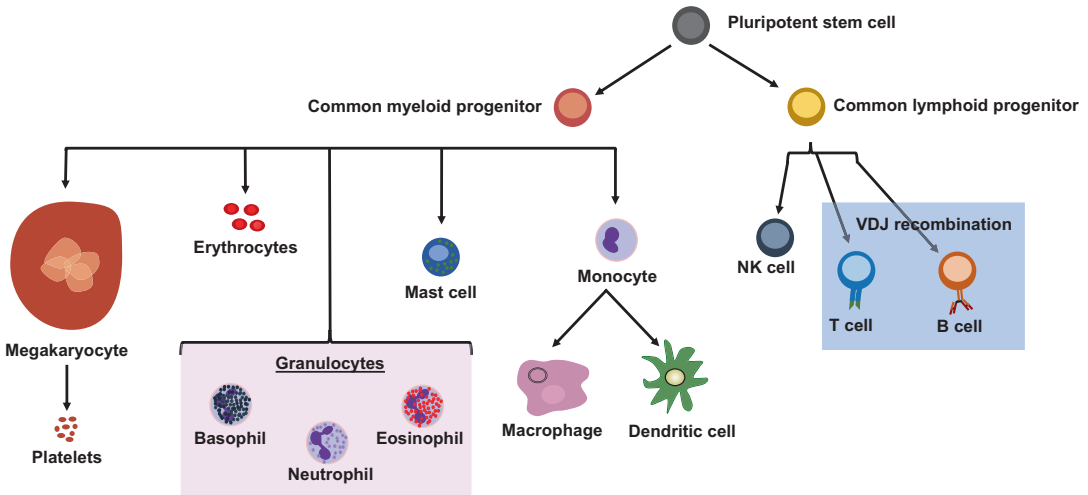 Pluripotent stem cell
Common myeloid progenitor
Common lymphoid progenitor
Megakaryocyte
Platelets
Erythrocytes
Granulocytes
Basophil
Neutrophil
Eosinophil
Mast cell
Monocyte
Macrophage
Dendritic cell
NK cell
VDJ recombination
T cell
B cell